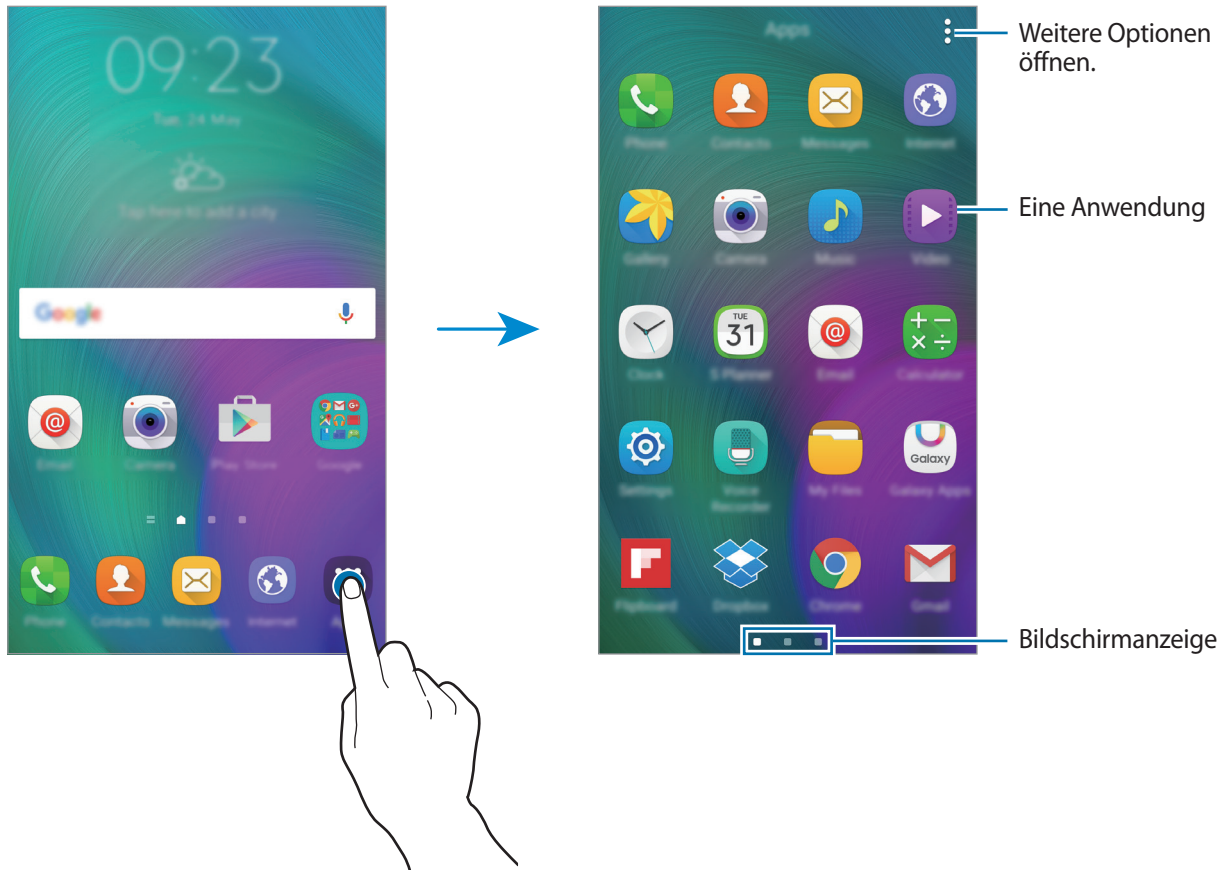 09:23
Tue, 24 May
Tap here to add a city
Google
Email Camera Play Store Google
Phone Contacts Messages Internet
Apps
Weitere Optionen
öffnen.
Phone Contacts Messages Internet
Eine Anwendung
Gallery Camera Music Video
TUE
31
Clock S Planner Email Calculator
Galaxy
Settings Voice
Recorder My Files Galaxy Apps
Flipboard Dropbox Chrome Gmail
Bildschirmanzeige